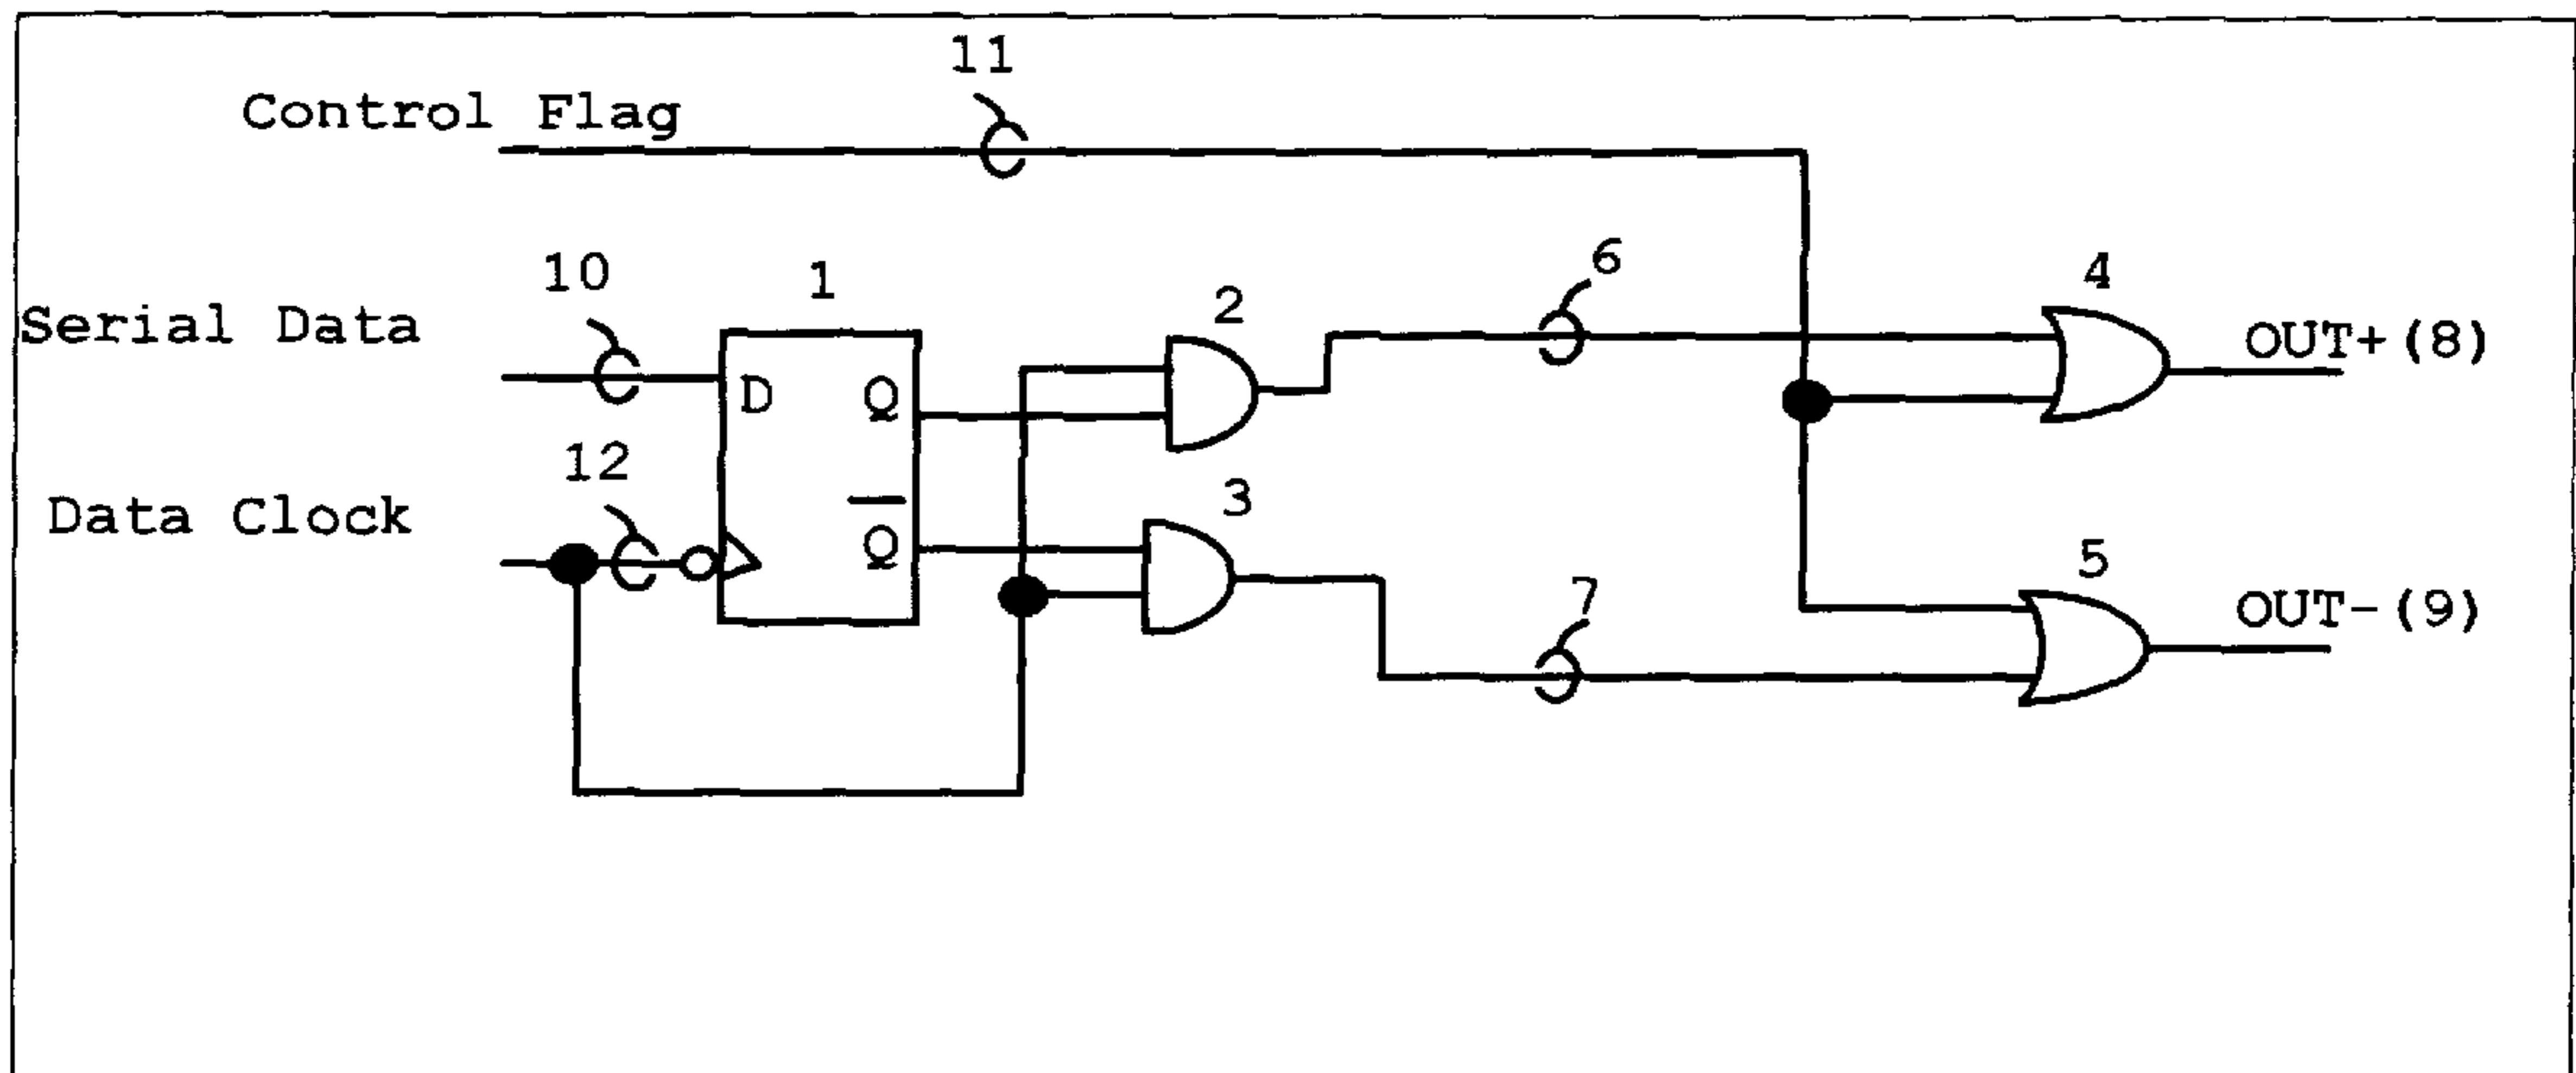 11
Control Flag
10
1
2
6
4
Serial Data
D
Q
OUT+(8)
12
Data Clock
Q
3
7
5
OUT-(9)